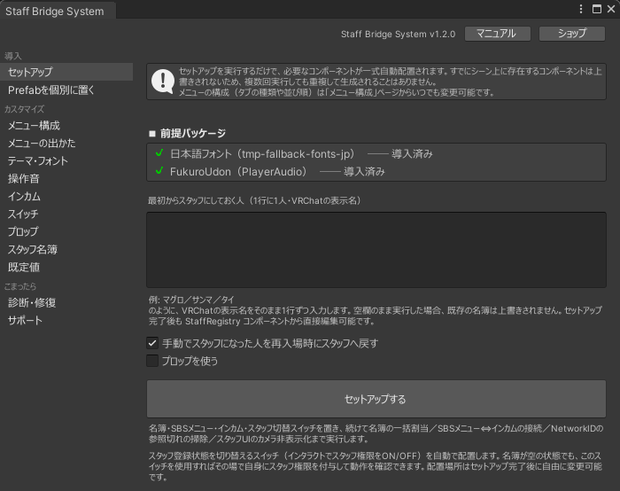 Staff Bridge System
Staff Bridge System v1.2.0
マニュアル
ショップ
導入
セットアップ
Prefabを個別に置く
カスタマイズ
メニュー構成
メニューの出かた
テーマ・フォント
操作音
インカム
スイッチ
プロップ
スタッフ名簿
既定値
こまったら
診断・修復
サポート
セットアップを実行するだけで、必要なコンポーネントが一式自動配置されます。すでにシーン上に存在するコンポーネントは上
書きされないため、複数回実行しても重複して生成されることはありません。
メニューの構成（タブの種類や並び順）は「メニュー構成」ページからいつでも変更可能です。
■ 前提パッケージ
✓ 日本語フォント（tmp-fallback-fonts-jp） ── 導入済み
✓ FukuroUdon（PlayerAudio） ── 導入済み
最初からスタッフにしておく人（1行に1人・VRChatの表示名）
例: マグロ／サンマ／タイ
のように、VRChatの表示名をそのまま1行ずつ入力します。空欄のまま実行した場合、既存の名簿は上書きされません。セットアップ
完了後も StaffRegistry コンポーネントから直接編集可能です。
手動でスタッフになった人を再入場時にスタッフへ戻す
プロップを使う
セットアップする
名簿・SBSメニュー・インカム・スタッフ切替スイッチを置き、続けて名簿の一括割当／SBSメニュー⇔インカムの接続／NetworkIDの
参照切れの掃除／スタッフUIのカメラ非表示化まで実行します。
スタッフ登録状態を切り替えるスイッチ（インタラクトでスタッフ権限をON/OFF）を自動で配置します。名簿が空の状態でも、このス
イッチを使用すればその場で自身にスタッフ権限を付与して動作を確認できます。配置場所はセットアップ完了後に自由に変更可能
です。